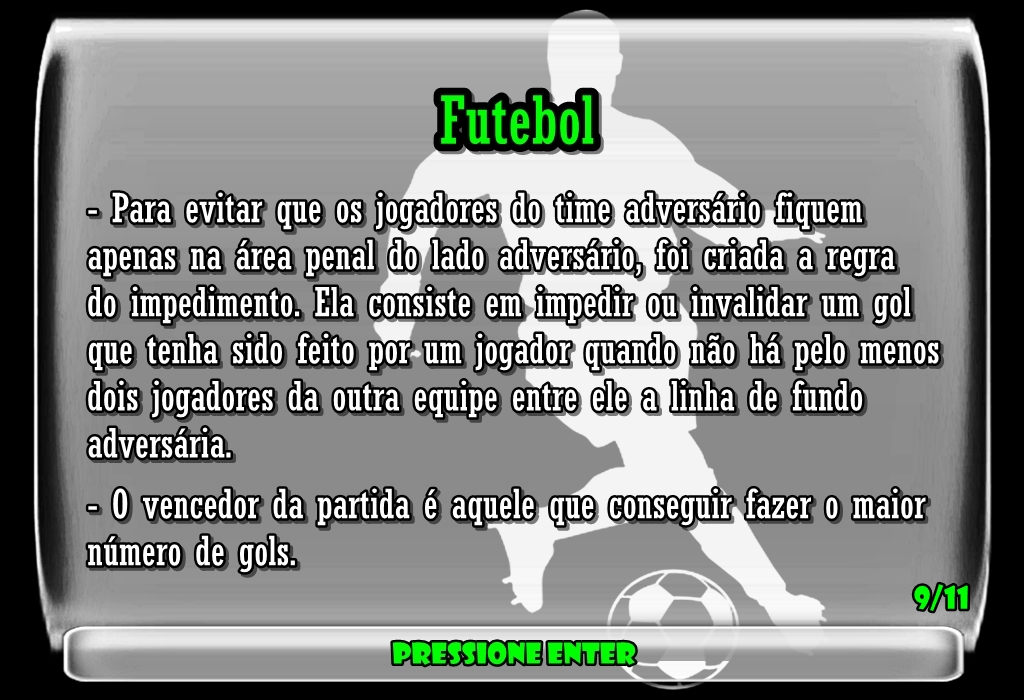 Futebol
- Para evitar que os jogadores do time adversário fiquem
apenas na área penal do lado adversário, foi criada a regra
do impedimento. Ela consiste em impedir ou invalidar um gol
que tenha sido feito por um jogador quando não há pelo menos
dois jogadores da outra equipe entre ele a linha de fundo
adversária.
- O vencedor da partida é aquele que conseguir fazer o maior
número de gols.
9/11
PRESSIONE ENTER